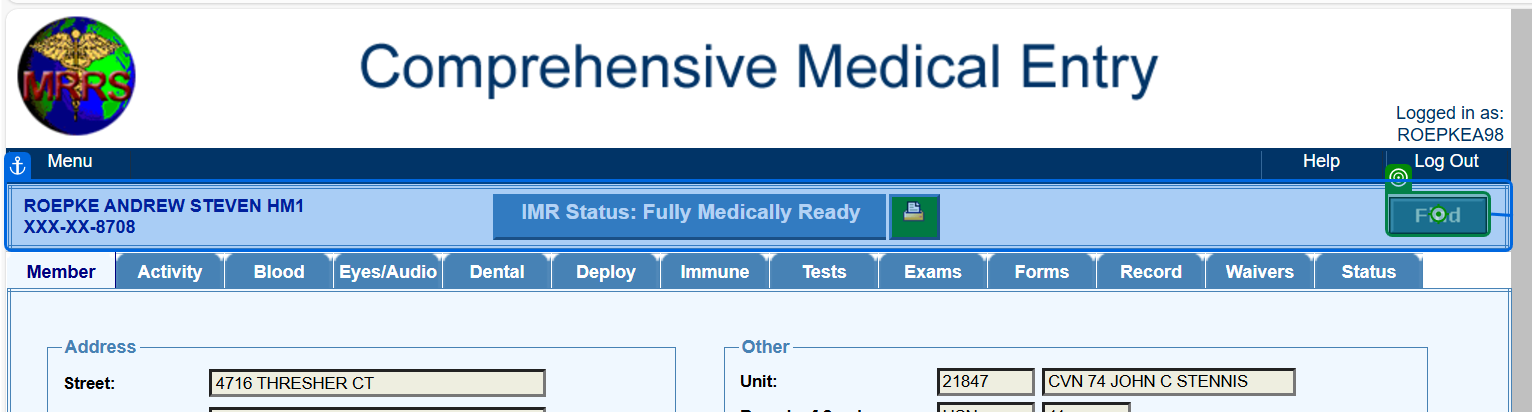 MRRS
Comprehensive Medical Entry
Logged in as:
ROEPKEA98
Menu
Help
Log Out
ROEPKE ANDREW STEVEN HM1
XXX-XX-8708
IMR Status: Fully Medically Ready
Find
Member Activity Blood Eyes/Audio Dental Deploy Immune Tests Exams Forms Record Waivers Status
Address
Street: 4716 THRESHER CT
Other
Unit: 21847 CVN 74 JOHN C STENNIS